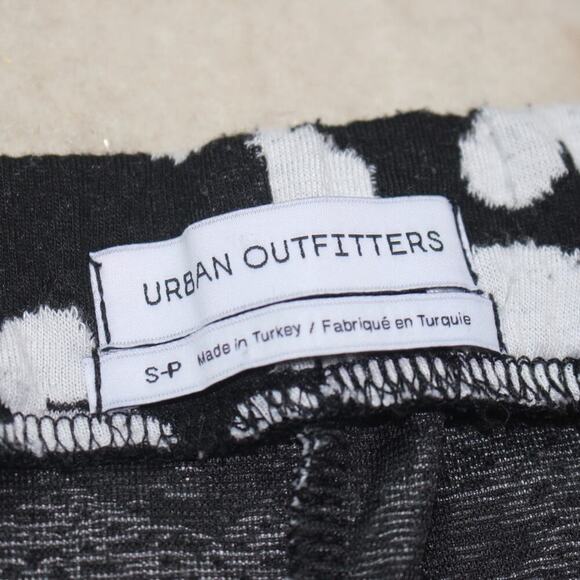 URBAN OUTFITTERS
S-P Made in Turkey / Fabriqué en Turquie